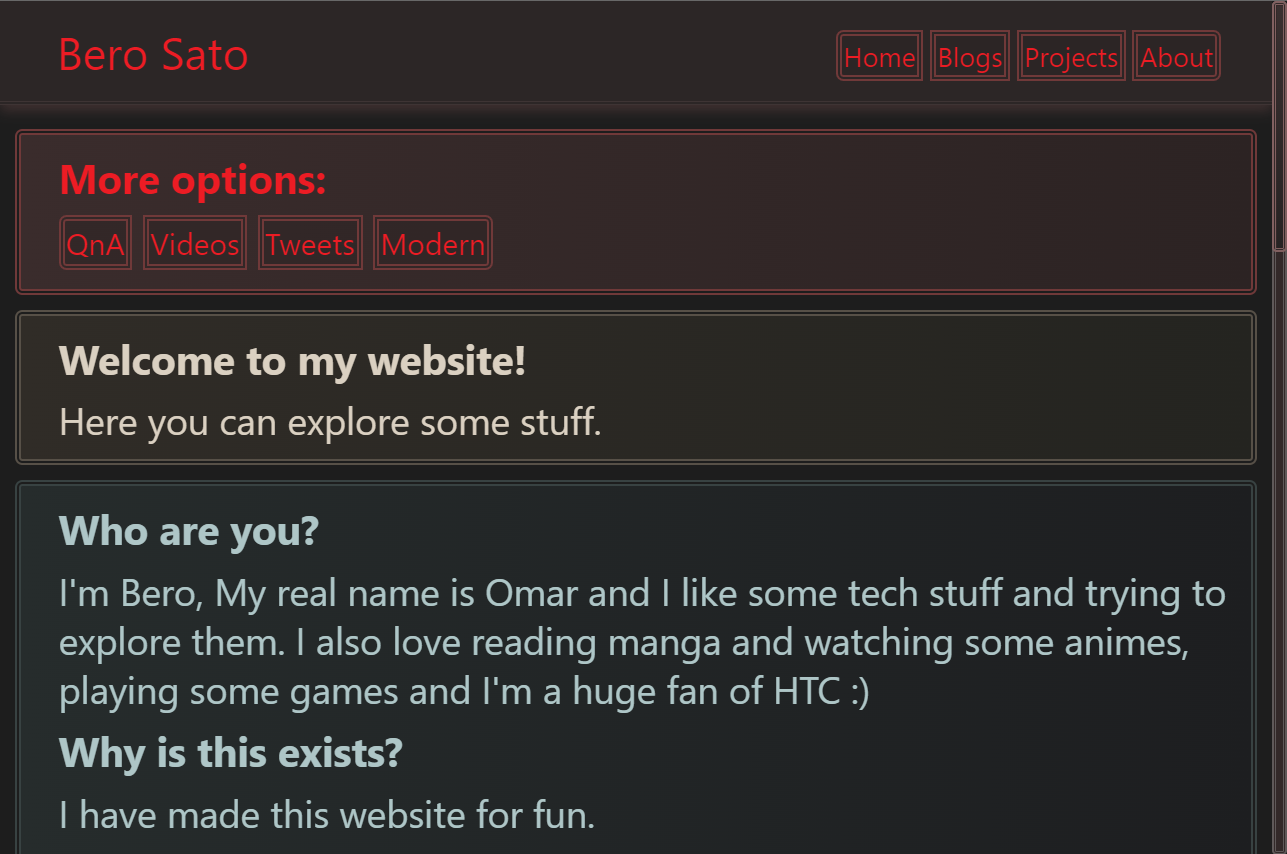 Bero Sato
Home Blogs Projects About
More options:
QnA Videos Tweets Modern
Welcome to my website!
Here you can explore some stuff.
Who are you?
I'm Bero, My real name is Omar and I like some tech stuff and trying to
explore them. I also love reading manga and watching some animes,
playing some games and I'm a huge fan of HTC :)
Why is this exists?
I have made this website for fun.